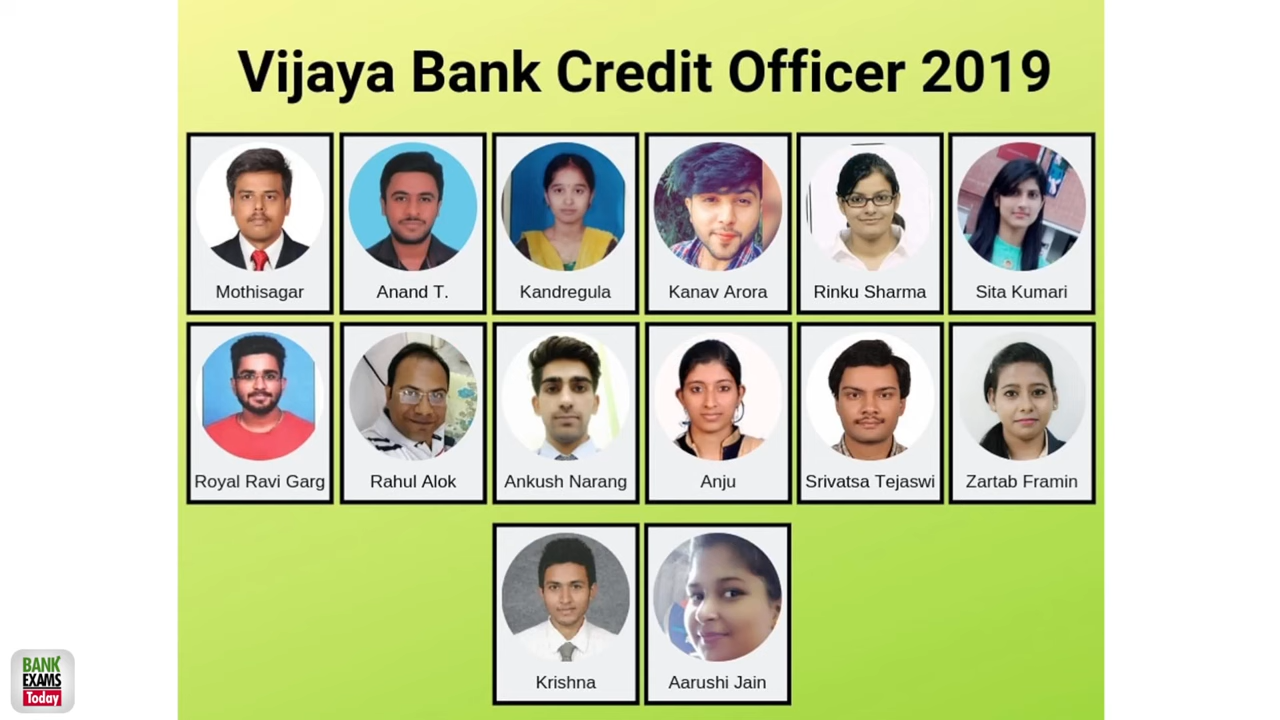 Vijaya Bank Credit Officer 2019
Mothisagar
Anand T.
Kandregula
Kanav Arora
Rinku Sharma
Sita Kumari
Royal Ravi Garg
Rahul Alok
Ankush Narang
Anju
Srivatsa Tejaswi
Zartab Framin
Krishna
Aarushi Jain
BANK
EXAMS
Today